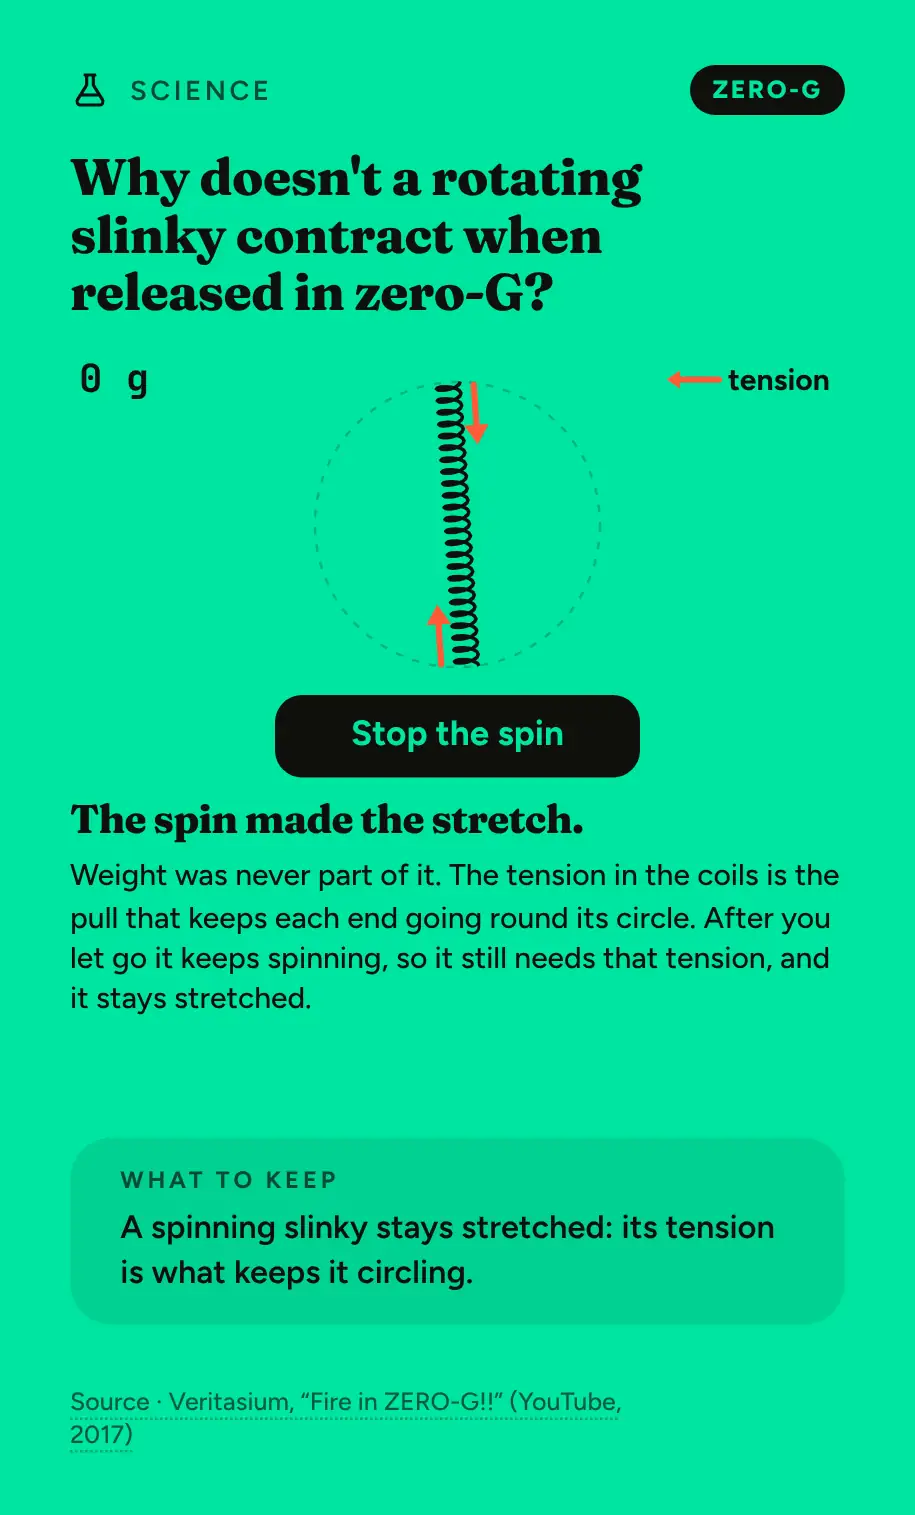 SCIENCE
ZERO-G
Why doesn't a rotating
slinky contract when
released in zero-G?
0 g
tension
Stop the spin
The spin made the stretch.
Weight was never part of it. The tension in the coils is the
pull that keeps each end going round its circle. After you
let go it keeps spinning, so it still needs that tension, and
it stays stretched.
WHAT TO KEEP
A spinning slinky stays stretched: its tension
is what keeps it circling.
Source · Veritasium, “Fire in ZERO-G!!” (YouTube,
2017)